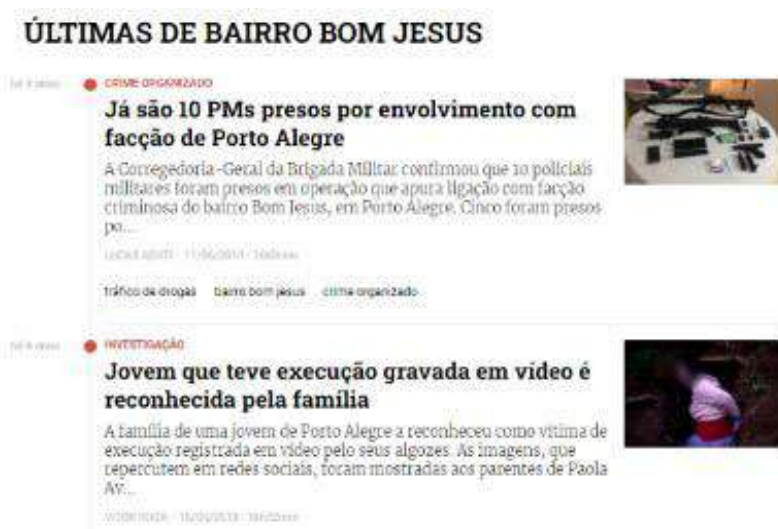 ÚLTIMAS DE BAIRRO BOM JESUS
CRIME ORGANIZADO
Já são 10 PMs presos por envolvimento com
facção de Porto Alegre
A Corregedoria-Geral da Brigada Militar confirmou que 10 policiais
militares foram presos em operação que apura ligação com facção
criminosa do bairro Bom Jesus, em Porto Alegre. Cinco foram presos
po...
tráfico de drogas bairro bom jesus crime organizado
INVESTIGAÇÃO
Jovem que teve execução gravada em vídeo é
reconhecida pela família
A família de uma jovem de Porto Alegre a reconheceu como vítima de
execução registrada em vídeo pelo seus algozes. As imagens, que
repercutem em redes sociais, foram mostradas aos parentes de Paola
Av...